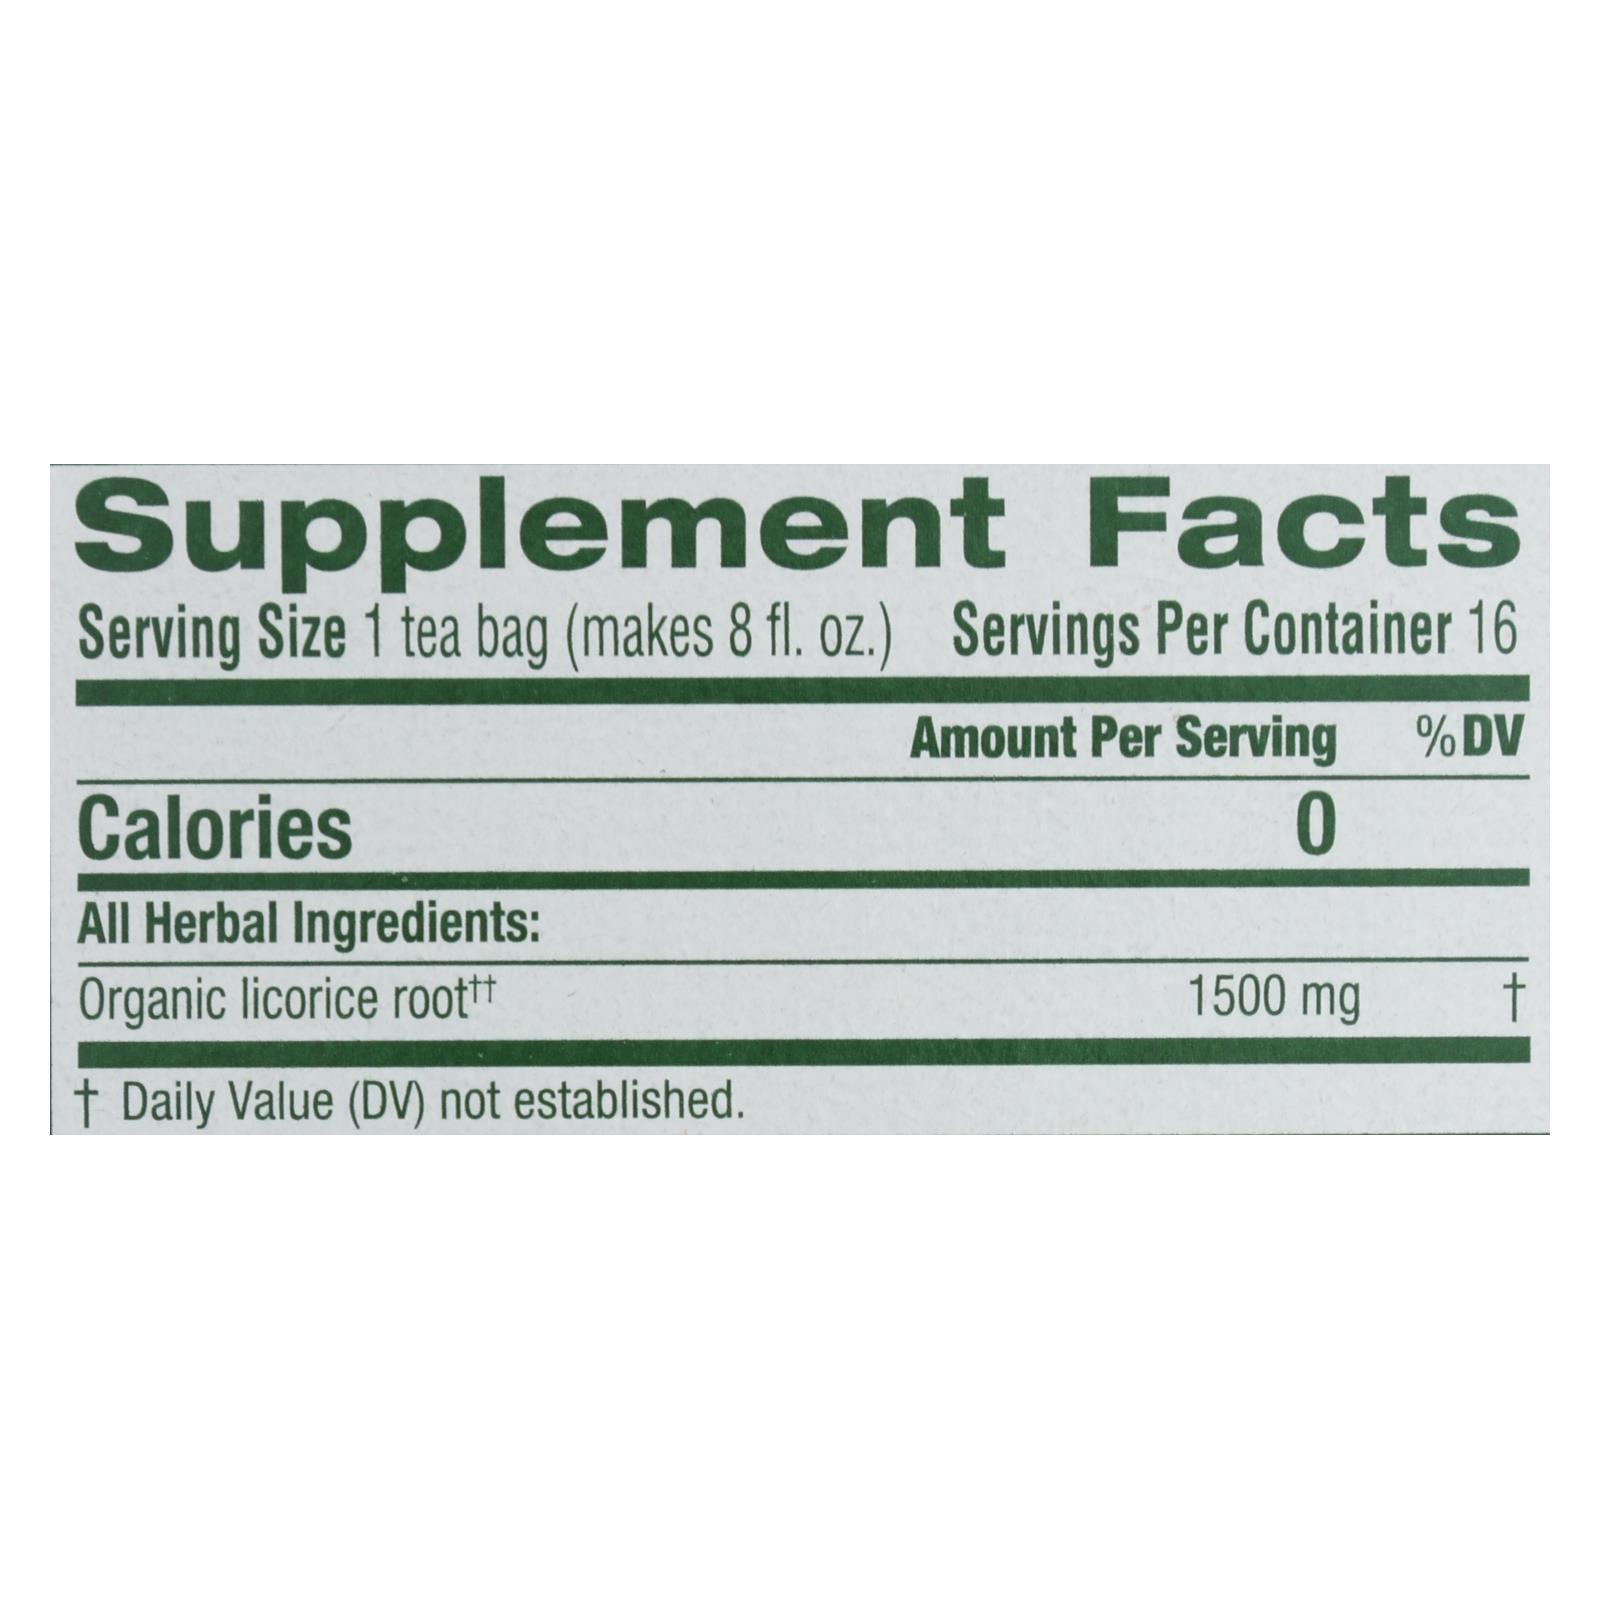 Supplement Facts
Serving Size 1 tea bag (makes 8 fl. oz.) Servings Per Container 16
Amount Per Serving %DV
Calories 0
All Herbal Ingredients:
Organic licorice root†† 1500 mg †
† Daily Value (DV) not established.